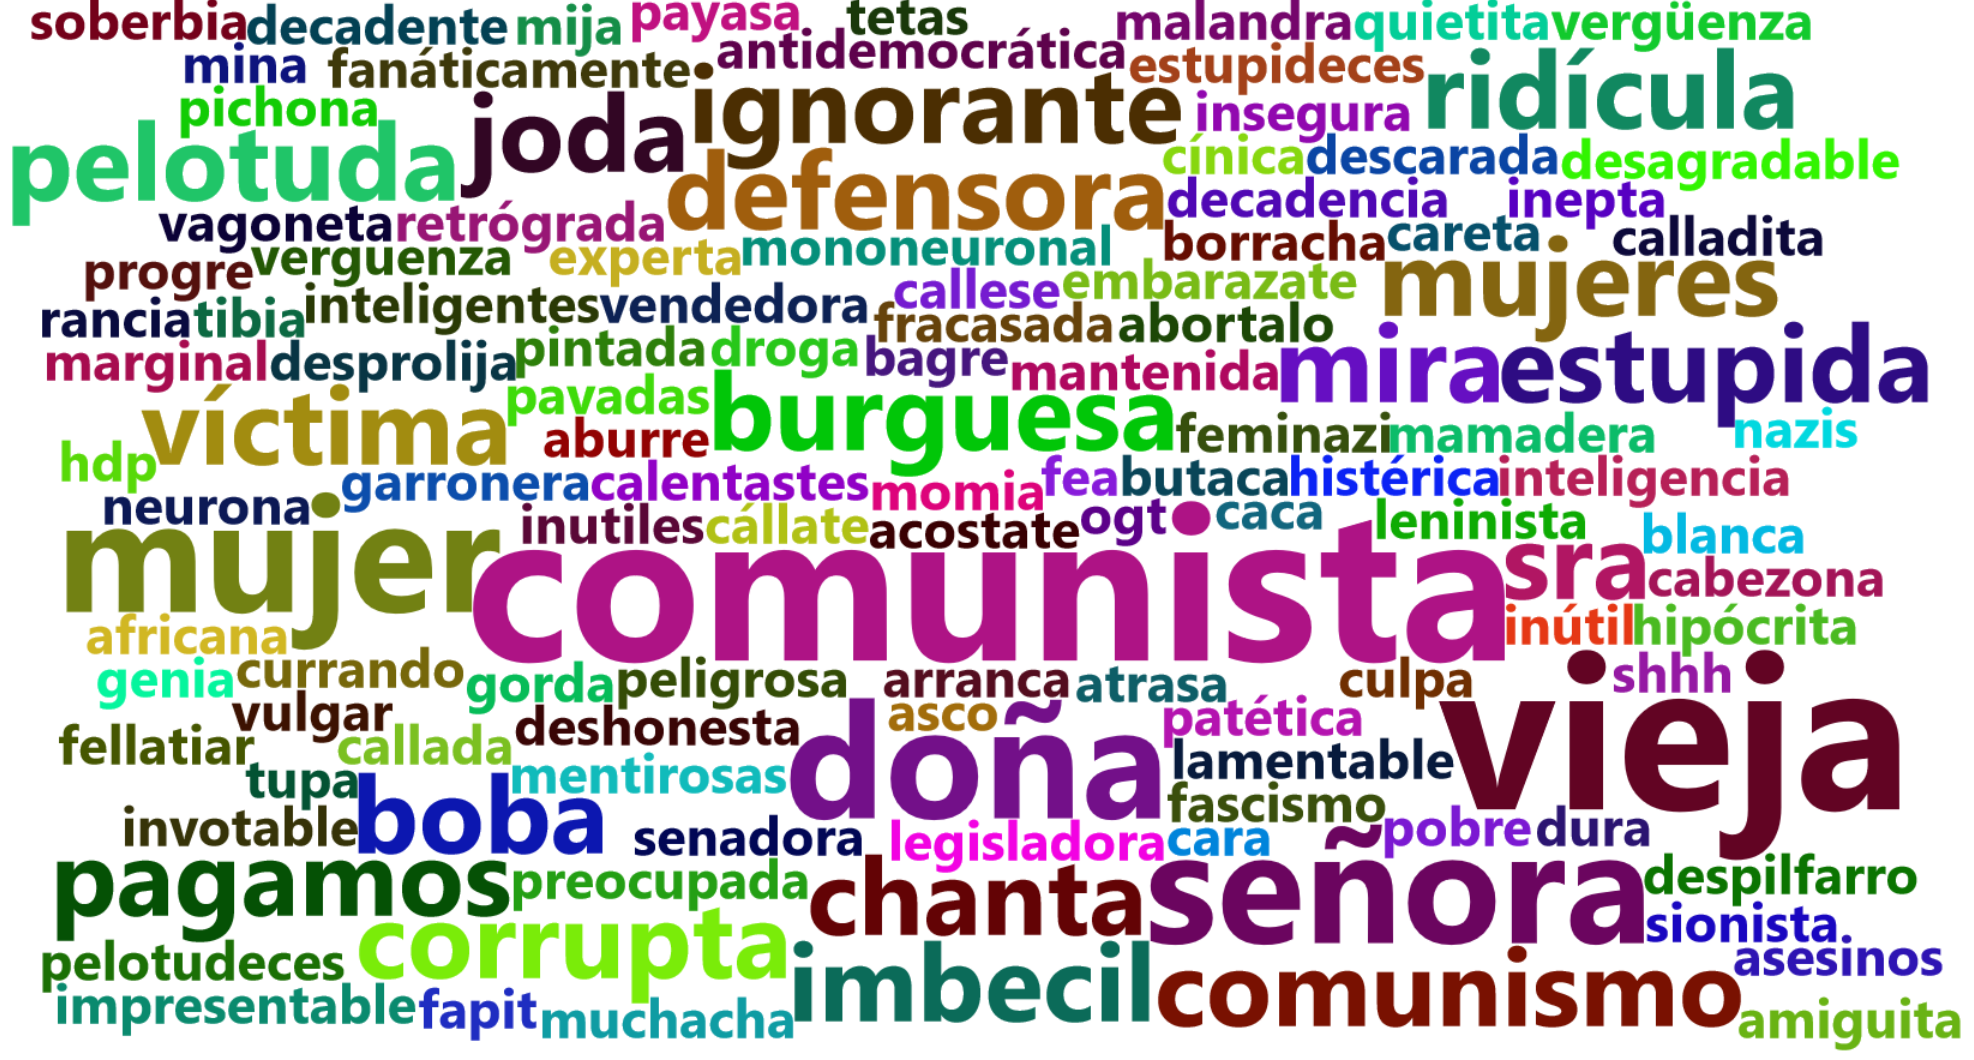 soberbia decadente mija payasa tetas malandra quietita vergüenza
mina fanáticamente antidemocrática estupideces ridícula
pichona joda ignorante insegura
pelotuda defensora cínica descarada desagradable
vagoneta retrógrada decadencia inepta
progre verguenza experta mononeuronal borracha careta calladita
rancia tibia inteligentes vendedora callese embarazate mujeres
marginal desprolija pintada droga bagre fracasada abortalo
mantenida mira estupida
víctima pavadas burguesa
hdp aburre feminazi mamadera nazis
neurona garronera calentastes momia fea butaca histérica inteligencia
mujer inutiles cállate acostate ogt caca leninista blanca
comunista sra cabezona
africana inútil hipócrita
genia currando gorda peligrosa arranca atrasa culpa shhh
vulgar deshonesta asco patética vieja
fellatiar callada doña lamentable
tupa mentirosas fascismo
invotable boba senadora legisladora cara pobre dura
pagamos preocupada chanta señora despilfarro
corrupta sionista
pelotudeces imbecil comunismo asesinos
impresentable fapit muchacha amiguita